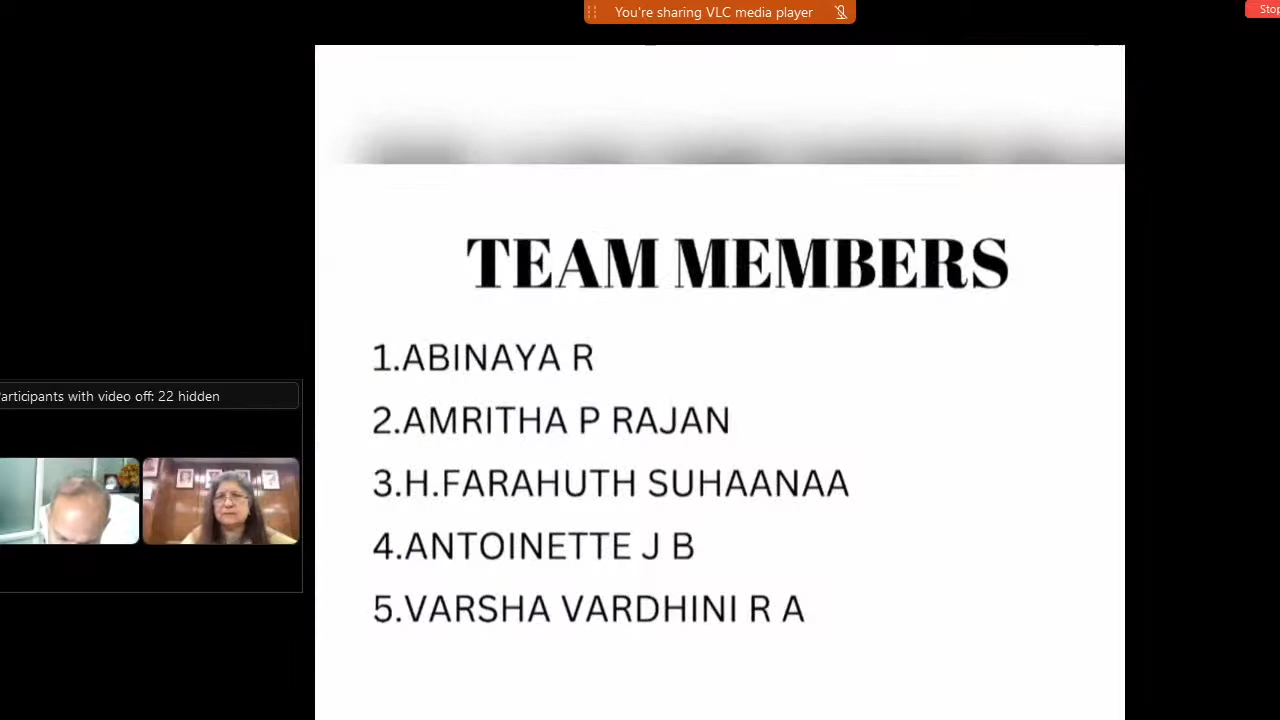 You're sharing VLC media player
Stop
TEAM MEMBERS
1.ABINAYA R
2.AMRITHA P RAJAN
3.H.FARAHUTH SUHAANAA
articipants with video off: 22 hidden
4.ANTOINETTE J B
5.VARSHA VARDHINI R A